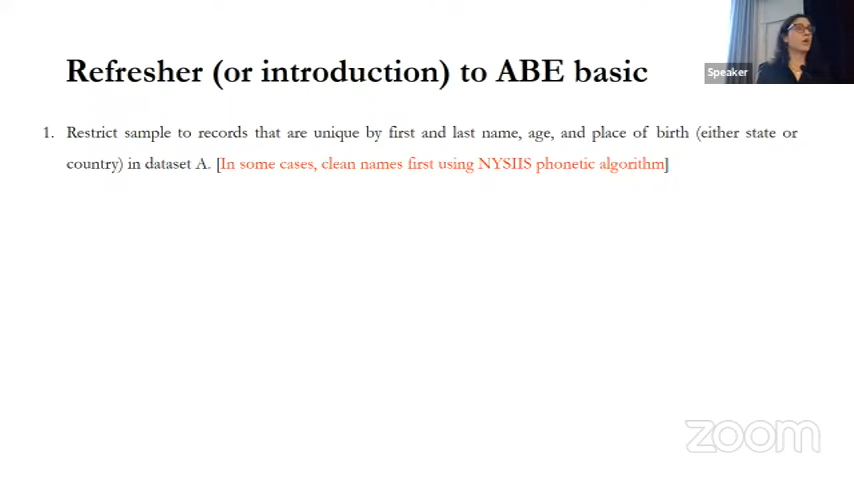 Refresher (or introduction) to ABE basic
Speaker
1. Restrict sample to records that are unique by first and last name, age, and place of birth (either state or
country) in dataset A. [In some cases, clean names first using NYSIIS phonetic algorithm]
zoom